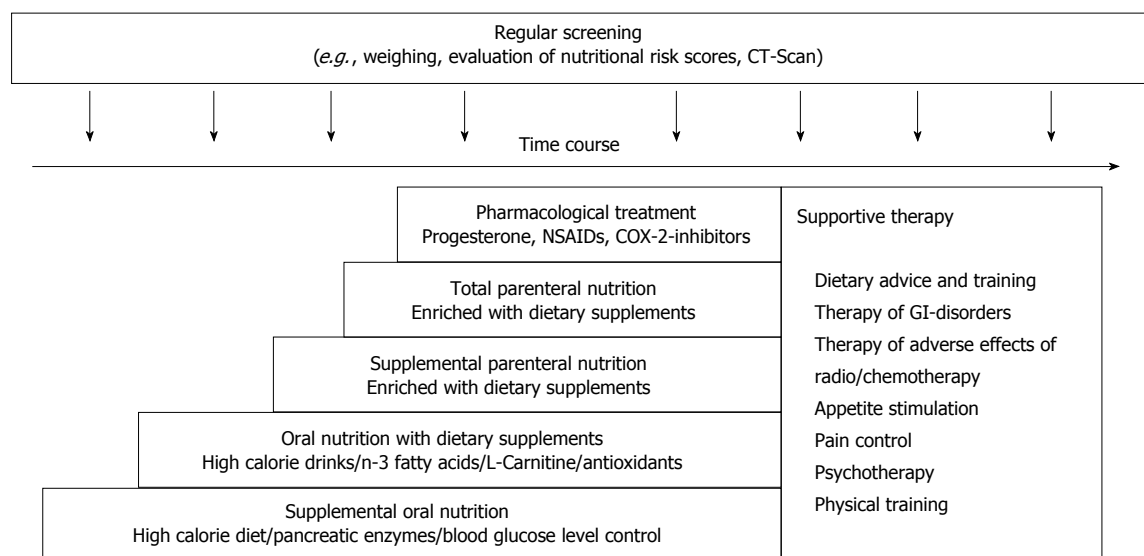 Regular screening
(e.g., weighing, evaluation of nutritional risk scores, CT-Scan)
Time course
Pharmacological treatment
Progesterone, NSAIDs, COX-2-inhibitors
Total parenteral nutrition
Enriched with dietary supplements
Supplemental parenteral nutrition
Enriched with dietary supplements
Oral nutrition with dietary supplements
High calorie drinks/n-3 fatty acids/L-Carnitine/antioxidants
Supplemental oral nutrition
High calorie diet/pancreatic enzymes/blood glucose level control
Supportive therapy
Dietary advice and training
Therapy of GI-disorders
Therapy of adverse effects of
radio/chemotherapy
Appetite stimulation
Pain control
Psychotherapy
Physical training